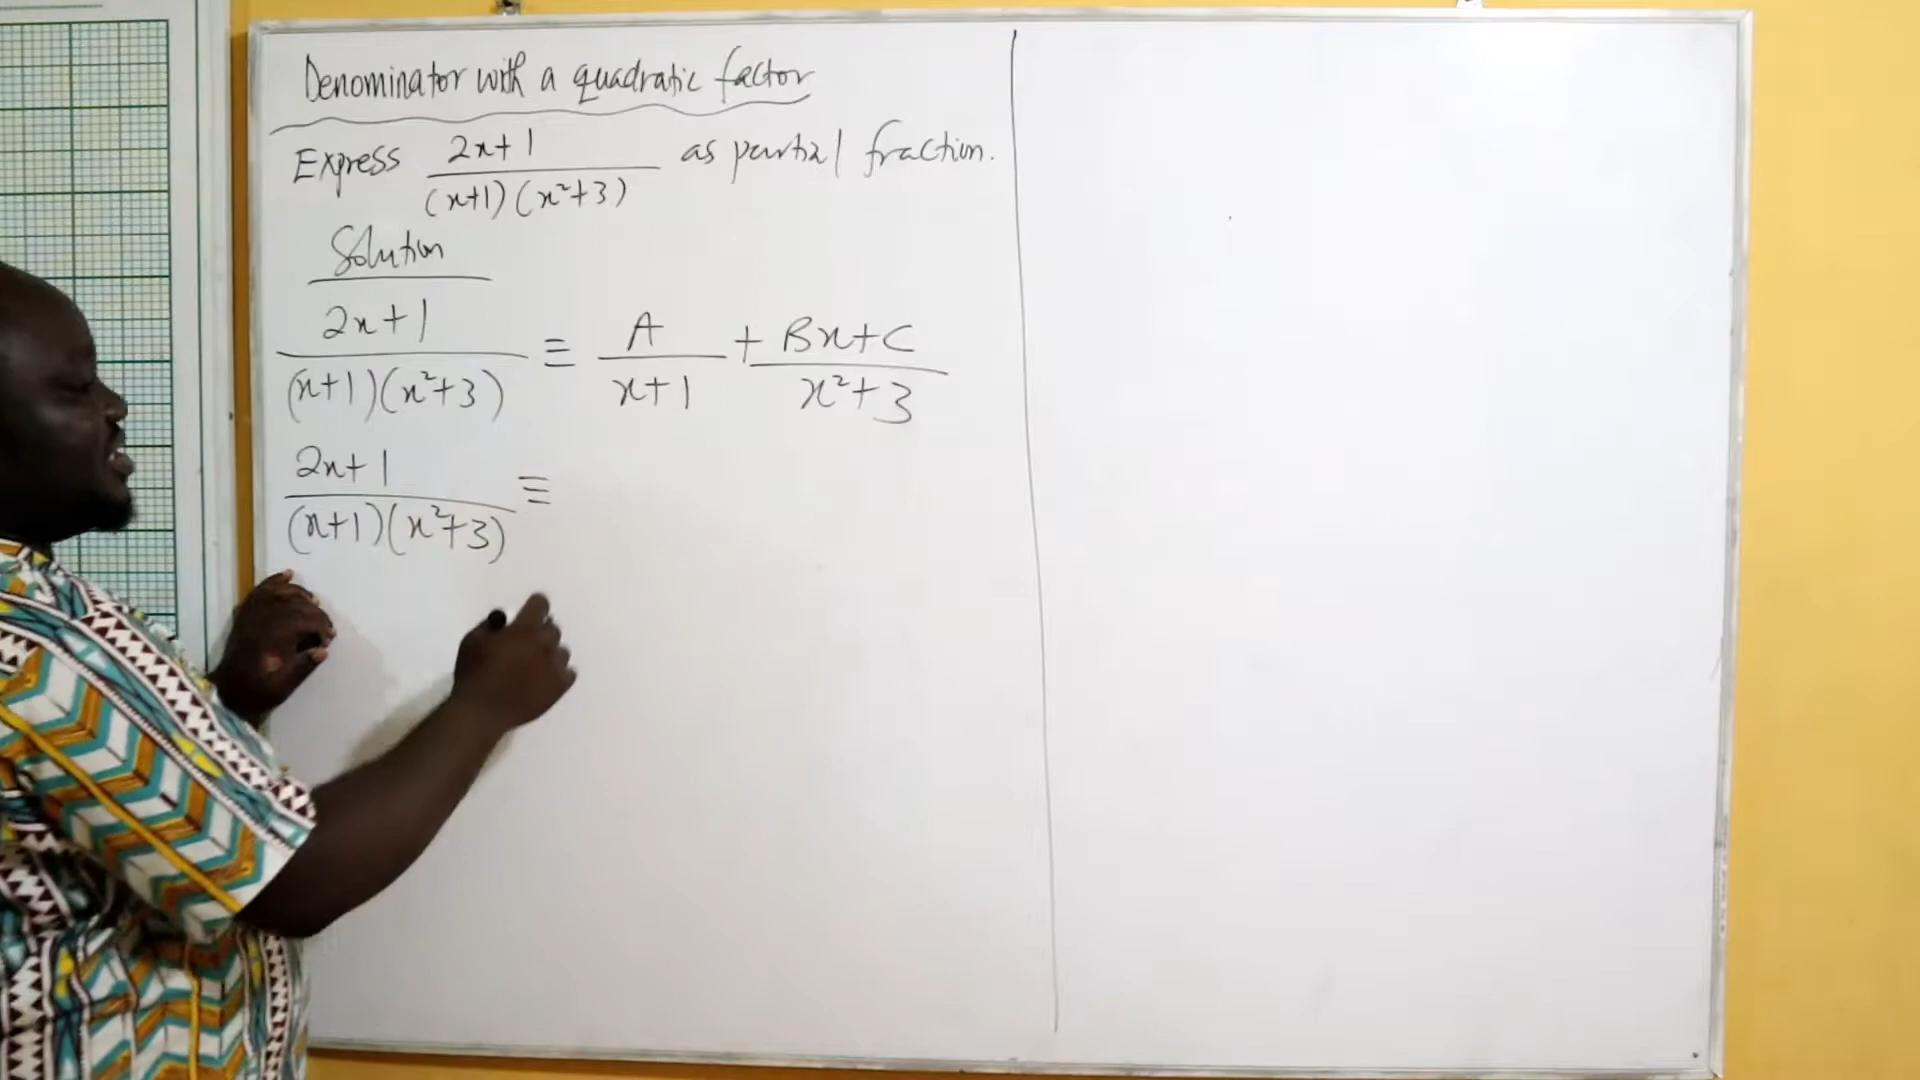 Denominator with a quadratic factor
Express 2x+1 / (x+1)(x²+3) as partial fraction.
Solution
2x+1 / (x+1)(x²+3) ≡ A / x+1 + Bx+C / x²+3
2x+1 / (x+1)(x²+3) ≡